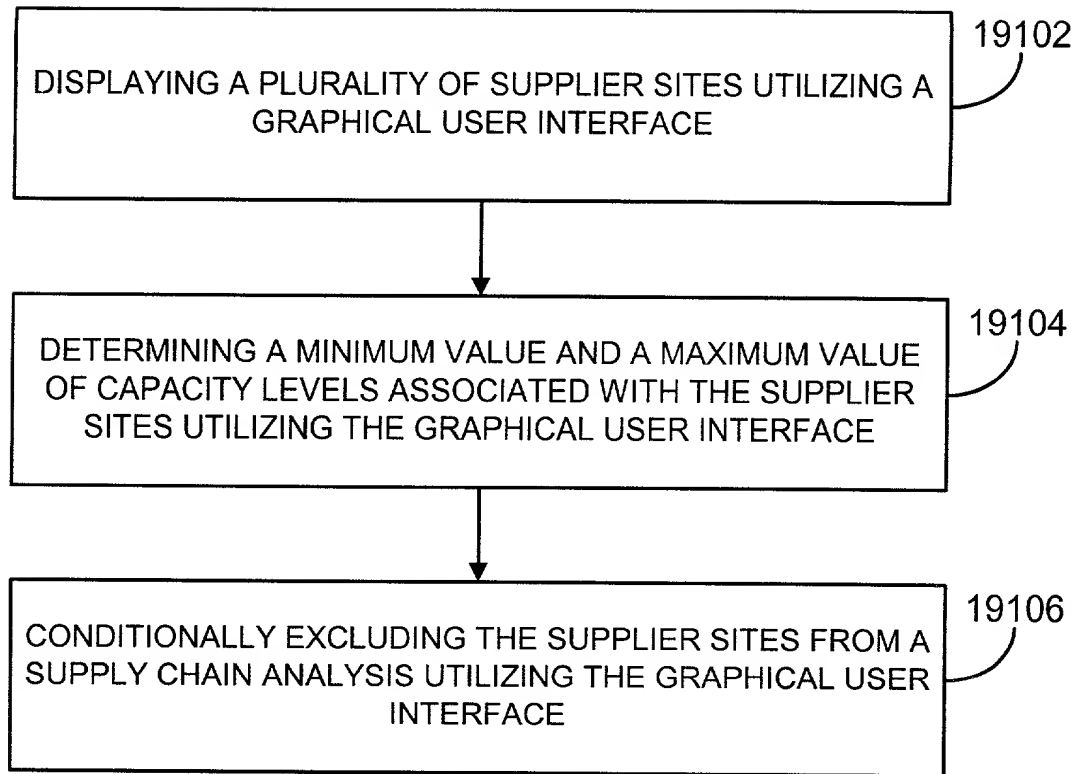 19102
DISPLAYING A PLURALITY OF SUPPLIER SITES UTILIZING A
GRAPHICAL USER INTERFACE
19104
DETERMINING A MINIMUM VALUE AND A MAXIMUM VALUE
OF CAPACITY LEVELS ASSOCIATED WITH THE SUPPLIER
SITES UTILIZING THE GRAPHICAL USER INTERFACE
19106
CONDITIONALLY EXCLUDING THE SUPPLIER SITES FROM A
SUPPLY CHAIN ANALYSIS UTILIZING THE GRAPHICAL USER
INTERFACE